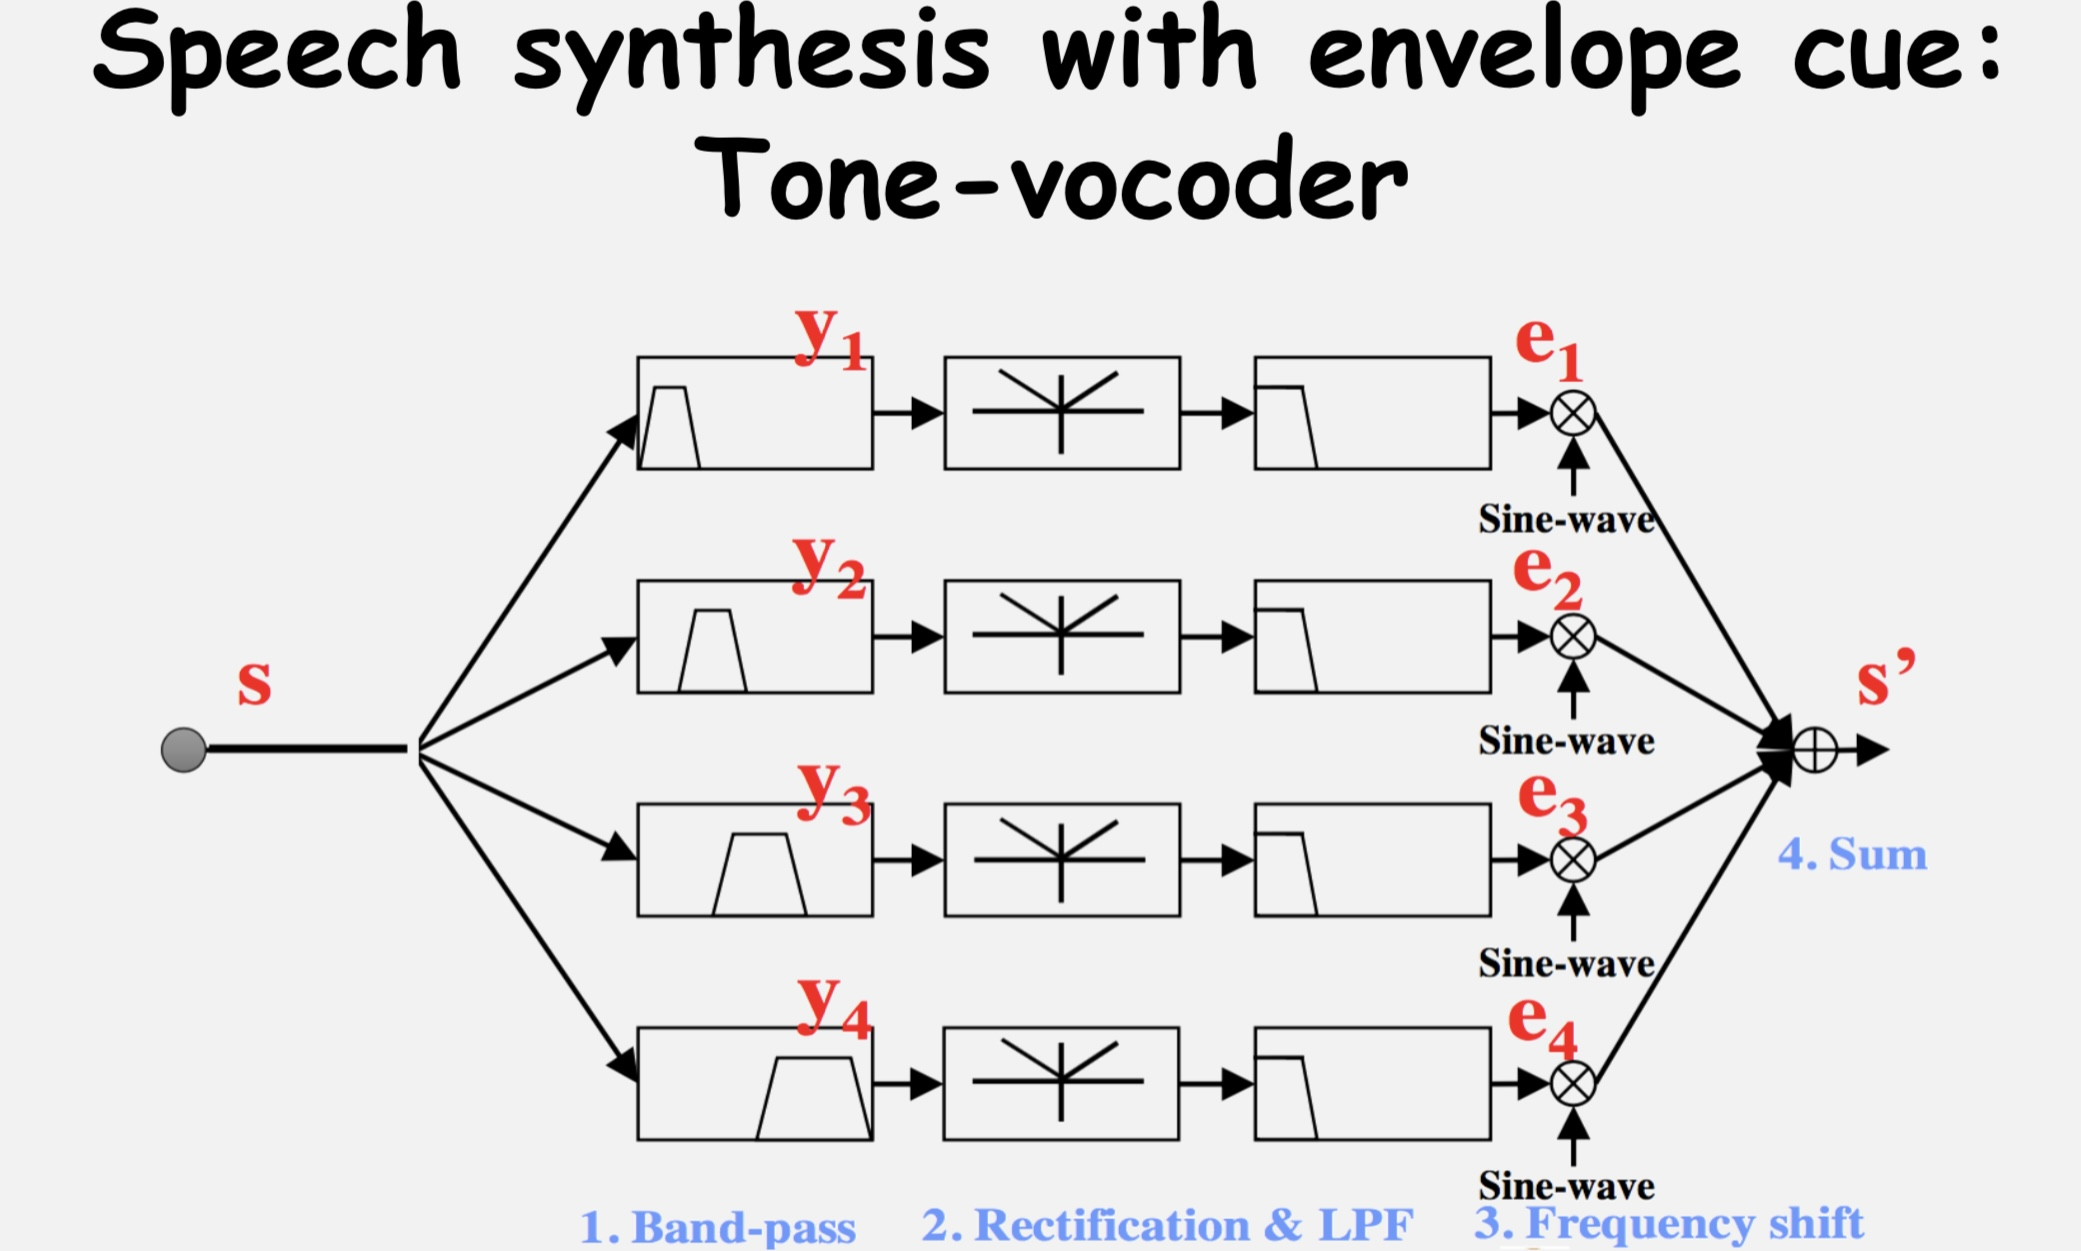 Speech synthesis with envelope cue:
Tone-vocoder
y1
e1
Sine-wave
y2
e2
Sine-wave
s
s’
y3
e3
4. Sum
Sine-wave
y4
e4
Sine-wave
1. Band-pass
2. Rectification & LPF
3. Frequency shift